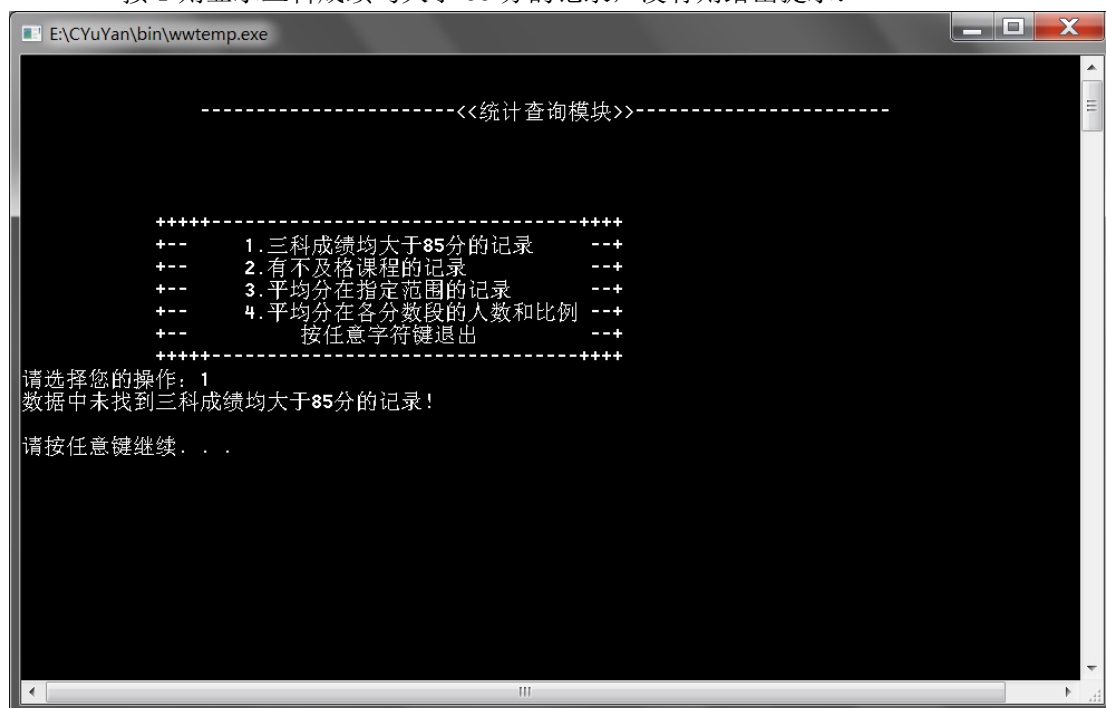 E:\CYuYan\bin\wwtemp.exe
-----------------------<<统计查询模块>>-----------------------
+++++---------------------------------++++
+-- 1.三科成绩均大于85分的记录 --+
+-- 2.有不及格课程的记录 --+
+-- 3.平均分在指定范围的记录 --+
+-- 4.平均分在各分数段的人数和比例 --+
+-- 按任意字符键退出 --+
+++++---------------------------------++++
请选择您的操作: 1
数据中未找到三科成绩均大于85分的记录!
请按任意键继续. . .